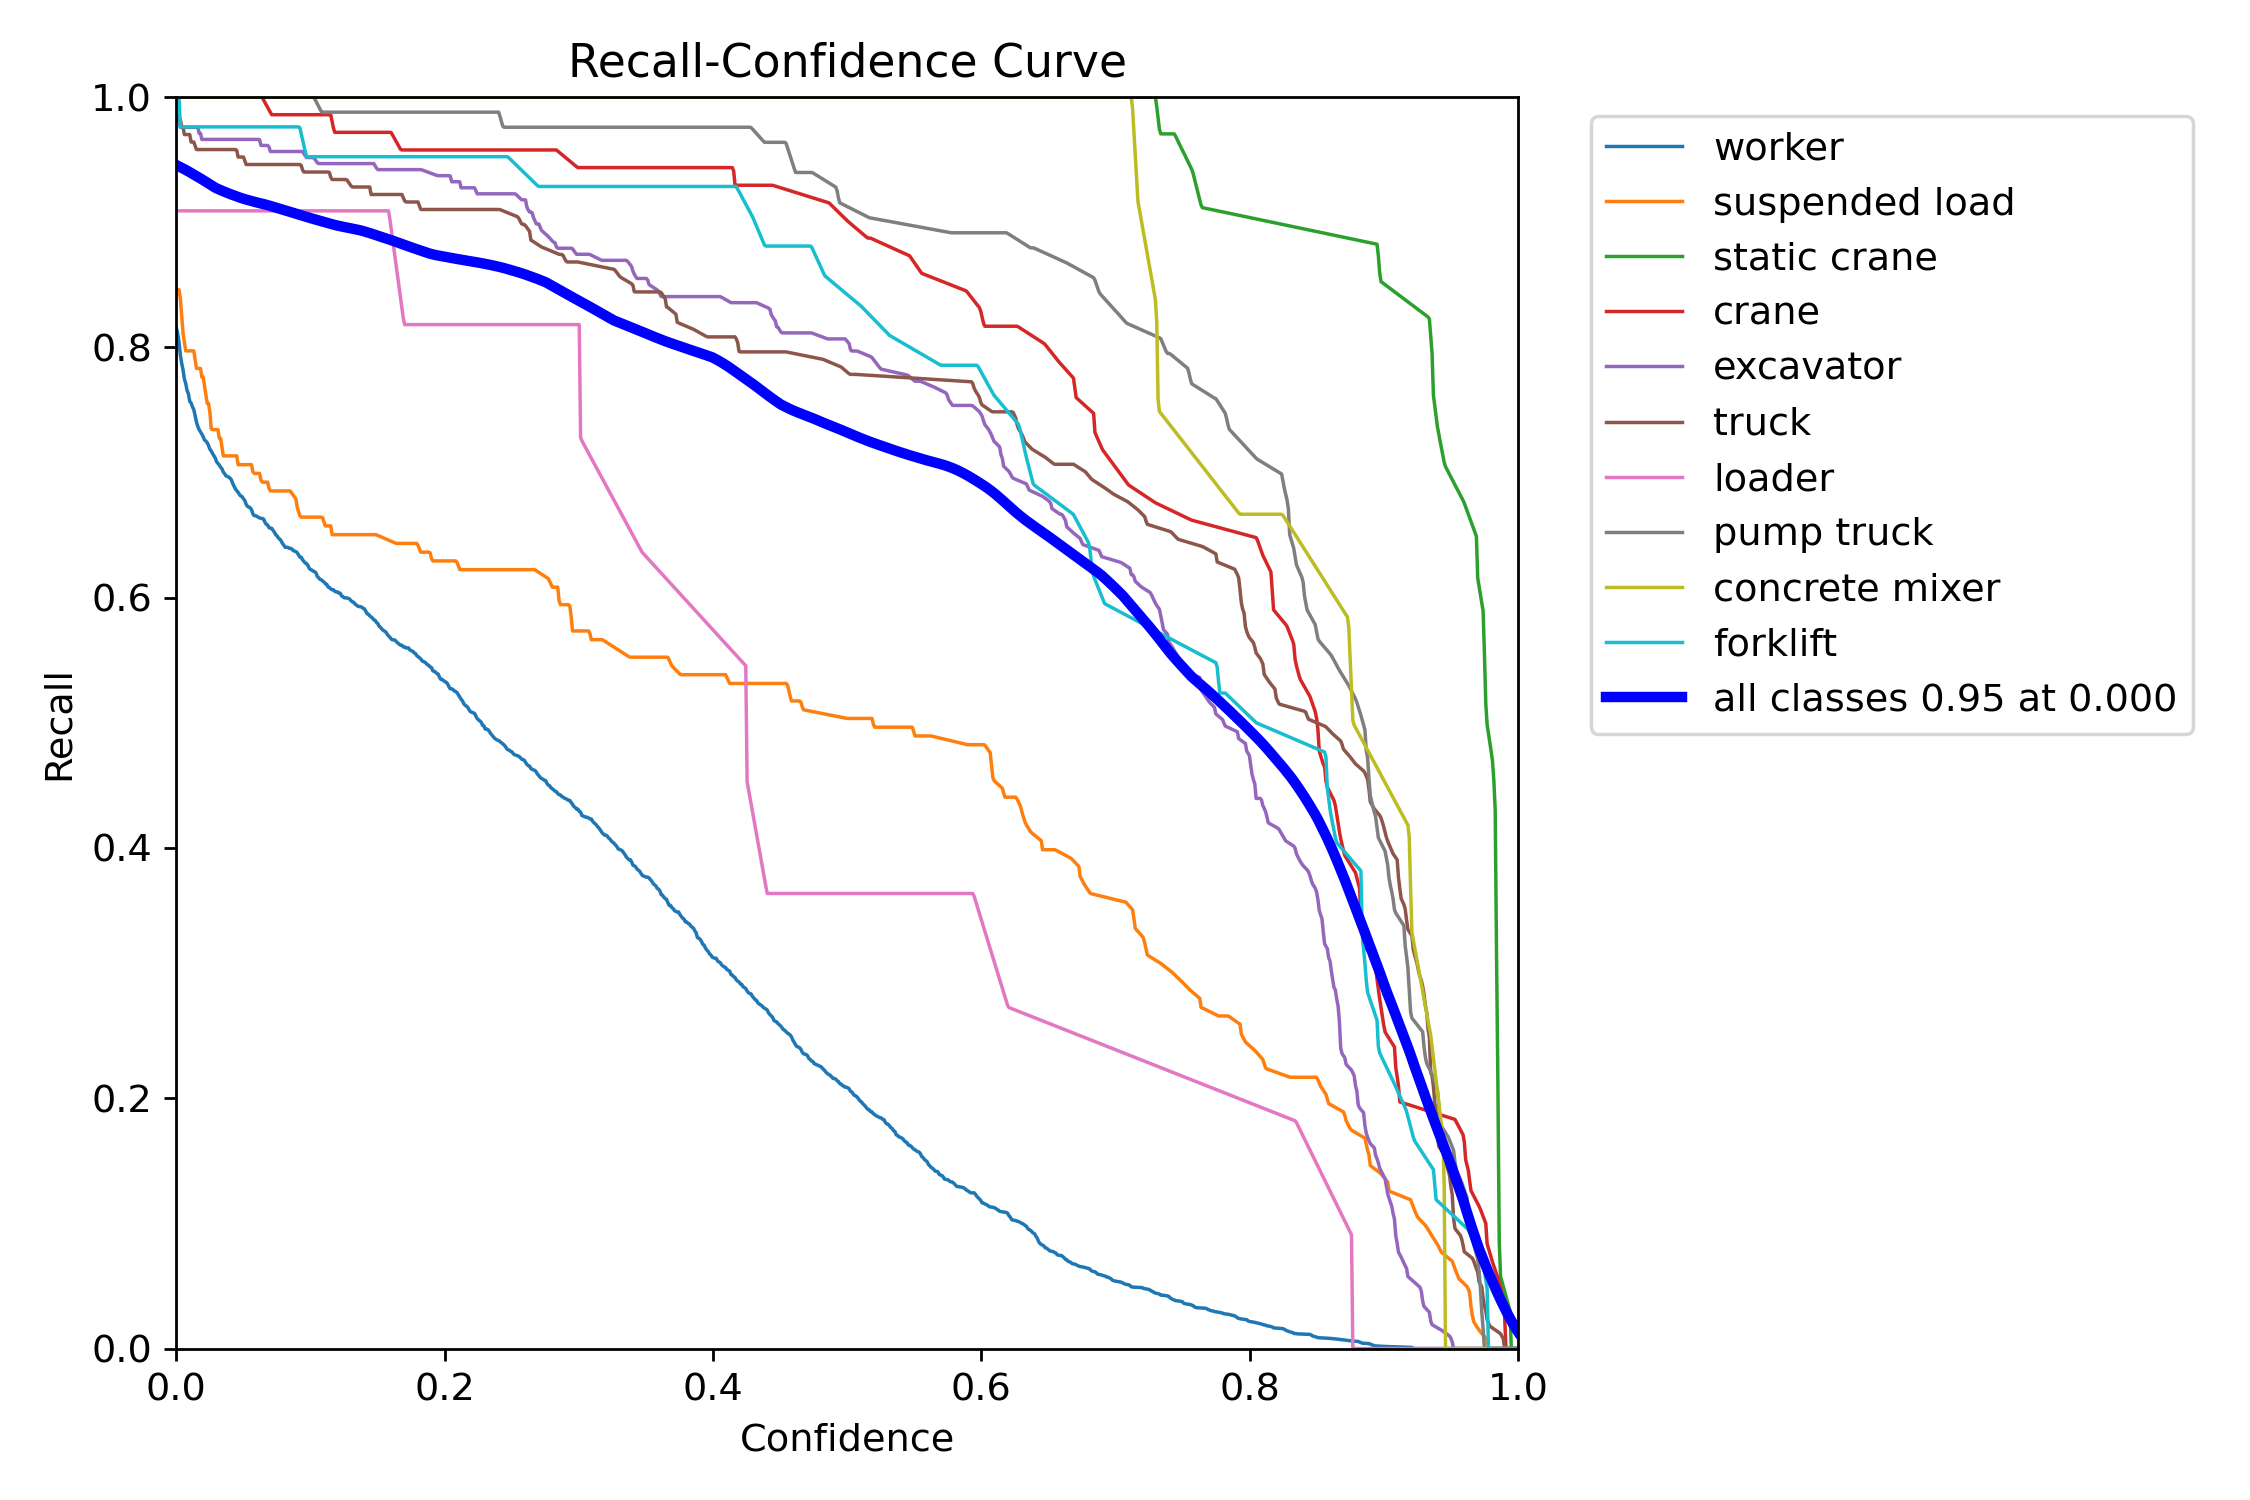 Recall-Confidence Curve
1.0
0.8
0.6
0.4
0.2
0.0
Recall
0.0 0.2 0.4 0.6 0.8 1.0
Confidence
worker
suspended load
static crane
crane
excavator
truck
loader
pump truck
concrete mixer
forklift
all classes 0.95 at 0.000